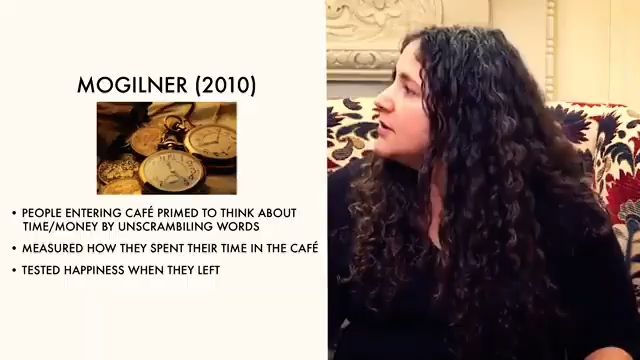 MOGILNER (2010)
• PEOPLE ENTERING CAFÉ PRIMED TO THINK ABOUT
TIME/MONEY BY UNSCRAMBLING WORDS
• MEASURED HOW THEY SPENT THEIR TIME IN THE CAFÉ
• TESTED HAPPINESS WHEN THEY LEFT